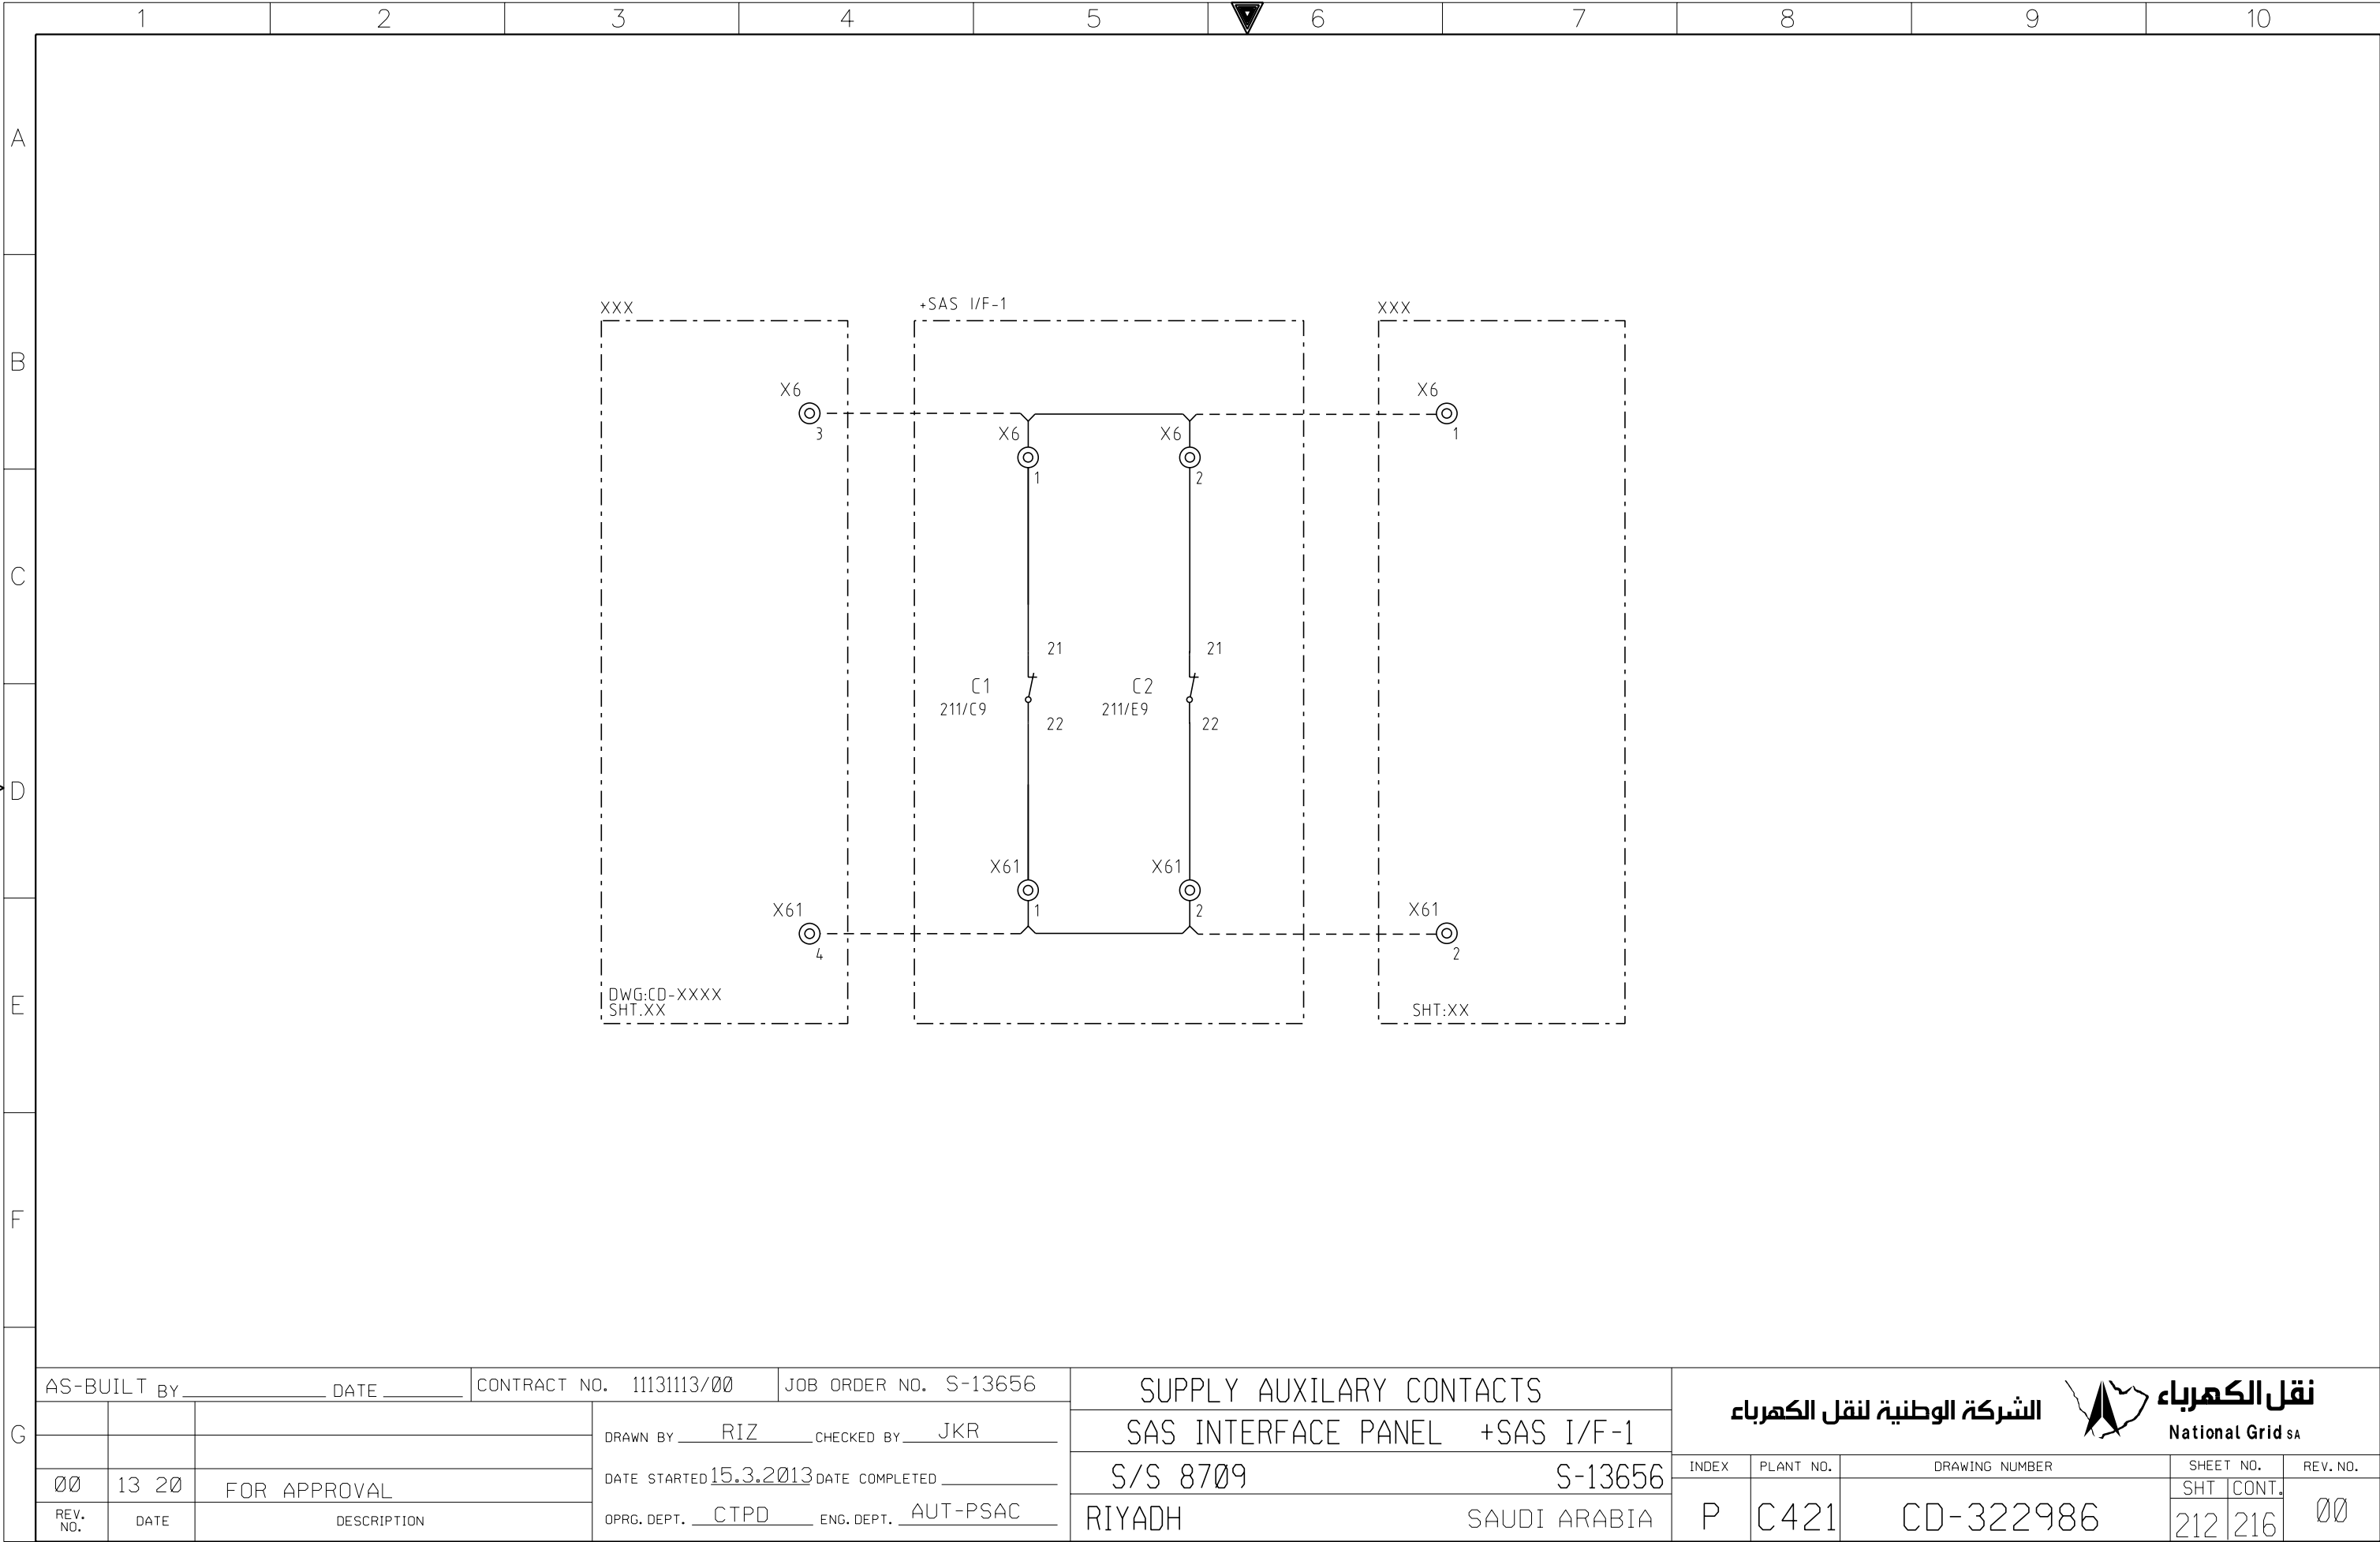 1 2 3 4 5 6 7 8 9 10
A
B
C
D
E
F
G
XXX
+SAS I/F-1
XXX
X6
3
X6
1
X6
2
X6
1
21
21
C1
211/C9
C2
211/E9
22
22
X61
4
X61
1
X61
2
X61
2
DWG:CD-XXXX
SHT.XX
SHT:XX
AS-BUILT BY DATE
CONTRACT NO. 11131113/00
JOB ORDER NO. S-13656
DRAWN BY RIZ CHECKED BY JKR
DATE STARTED 15.3.2013 DATE COMPLETED
OPRG. DEPT. CTPD ENG. DEPT. AUT-PSAC
00 13 20 FOR APPROVAL
REV. NO. DATE DESCRIPTION
SUPPLY AUXILARY CONTACTS
SAS INTERFACE PANEL +SAS I/F-1
S/S 8709 S-13656
RIYADH SAUDI ARABIA
الشركة الوطنية لنقل الكهرباء
نقل الكهرباء
National Grid SA
INDEX PLANT NO. DRAWING NUMBER SHEET NO. REV. NO.
SHT CONT.
P C421 CD-322986 212 216 00